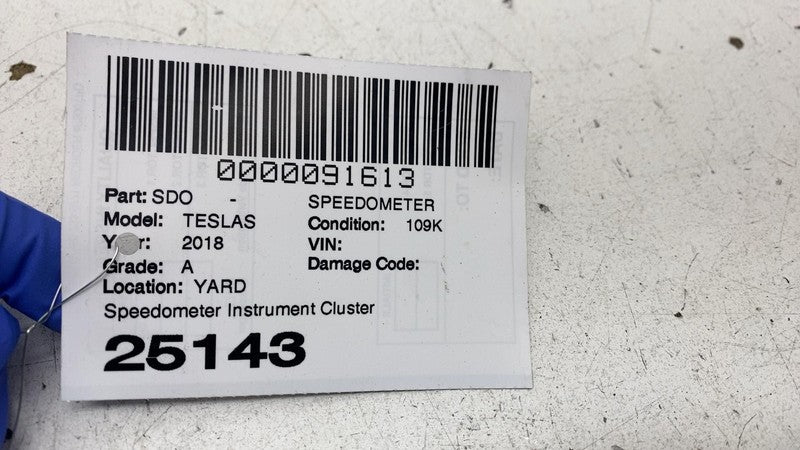 0000091613
Part: SDO - SPEEDOMETER
Model: TESLAS Condition: 109K
Year: 2018 VIN:
Grade: A Damage Code:
Location: YARD
Speedometer Instrument Cluster
25143